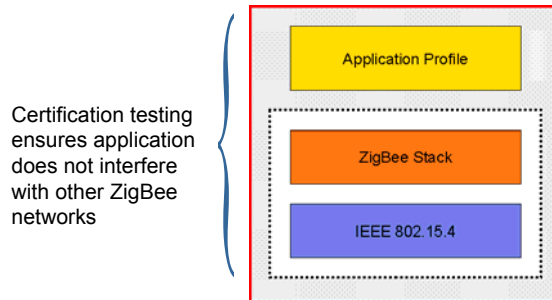 Certification testing
ensures application
does not interfere
with other ZigBee
networks
Application Profile
ZigBee Stack
IEEE 802.15.4